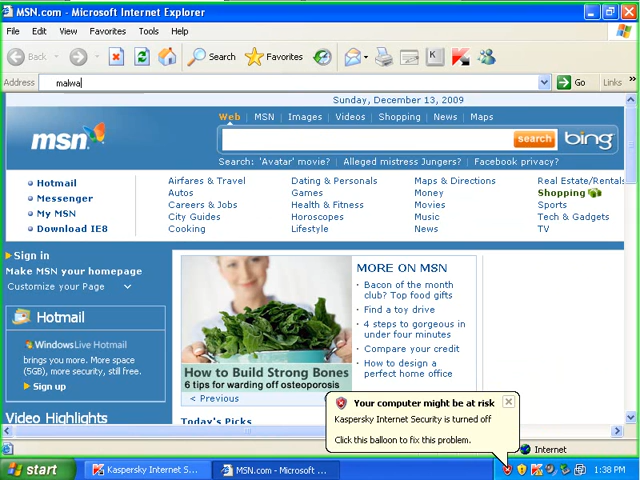 MSN.com - Microsoft Internet Explorer
File Edit View Favorites Tools Help
Back Search Favorites
Address malwa Go Links
Sunday, December 13, 2009
Web MSN Images Videos Shopping News Maps
msn
search bing
Search: 'Avatar' movie? Alleged mistress Jungers? Facebook privacy?
Hotmail
Messenger
My MSN
Download IE8
Airfares & Travel
Autos
Careers & Jobs
City Guides
Cooking
Dating & Personals
Games
Health & Fitness
Horoscopes
Lifestyle
Maps & Directions
Money
Movies
Music
News
Real Estate/Rentals
Shopping
Sports
Tech & Gadgets
TV
Sign in
Make MSN your homepage
Customize your Page
Hotmail
WindowsLive Hotmail
brings you more. More space
(5GB), more security, still free.
Sign up
Video Highlights
How to Build Strong Bones
6 tips for warding off osteoporosis
< Previous
Today's Picks
MORE ON MSN
Bacon of the month
club? Top food gifts
Find a toy drive
4 steps to gorgeous in
under four minutes
Compare your credit
How to design a
perfect home office
Your computer might be at risk
Kaspersky Internet Security is turned off
Click this balloon to fix this problem.
Internet
start Kaspersky Internet S... MSN.com - Microsoft ... 1:38 PM